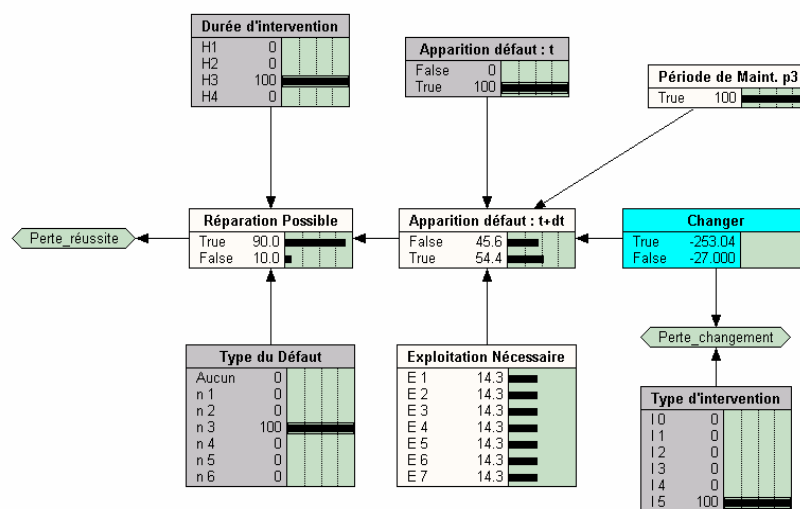 Durée d'intervention
H1 0
H2 0
H3 100
H4 0
Apparition défaut : t
False 0
True 100
Période de Maint. p3
True 100
Perte_réussite
Réparation Possible
True 90.0
False 10.0
Apparition défaut : t+dt
False 45.6
True 54.4
Changer
True -253.04
False -27.000
Perte_changement
Type du Défaut
Aucun 0
n 1 0
n 2 0
n 3 100
n 4 0
n 5 0
n 6 0
Exploitation Nécessaire
E 1 14.3
E 2 14.3
E 3 14.3
E 4 14.3
E 5 14.3
E 6 14.3
E 7 14.3
Type d'intervention
I 0 0
I 1 0
I 2 0
I 3 0
I 4 0
I 5 100